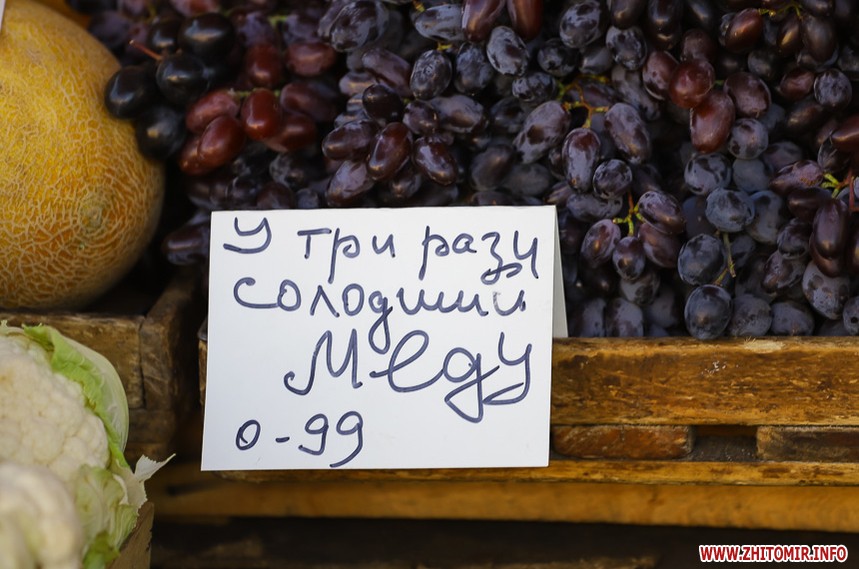 У три рази
солодший
меду
0-99
WWW.ZHITOMIR.INFO